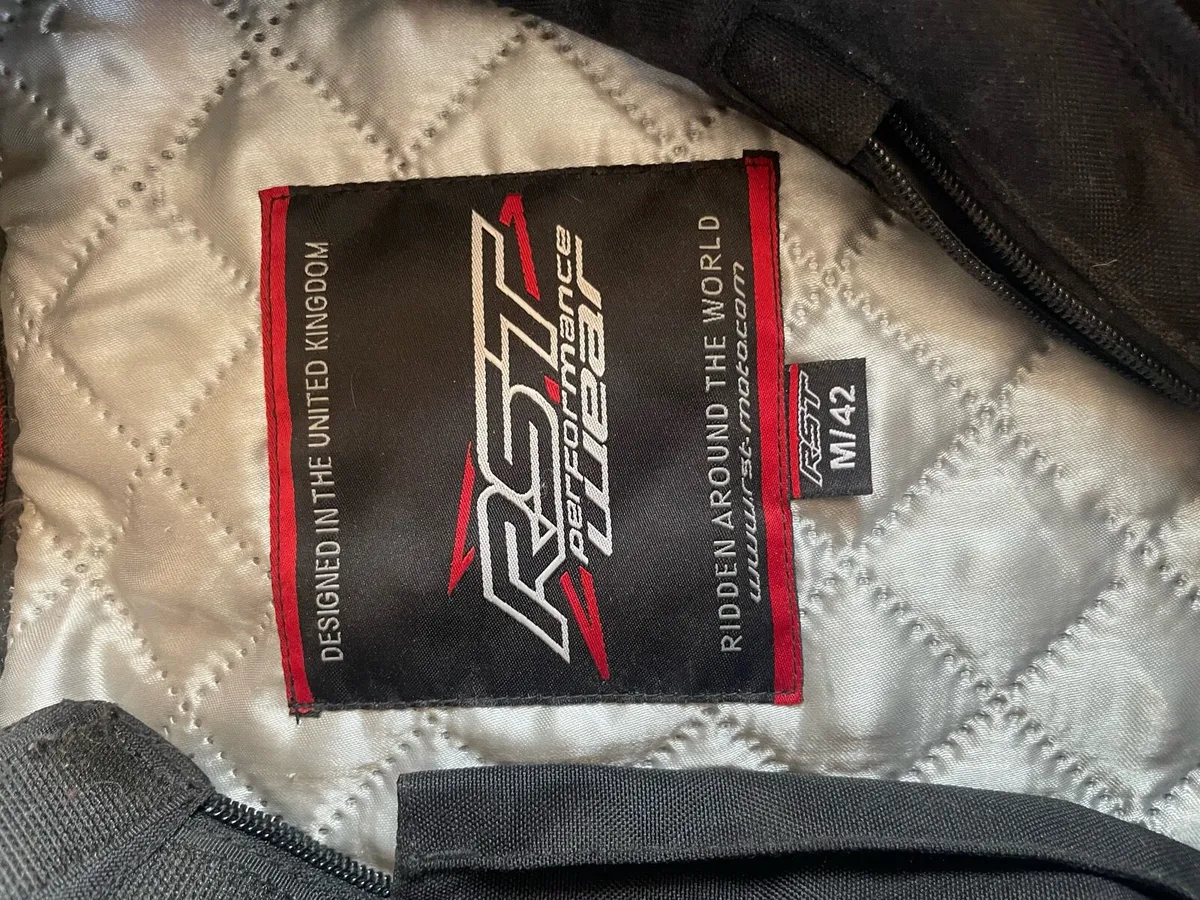 DESIGNED IN THE UNITED KINGDOM
RST
performance
wear
RIDDEN AROUND THE WORLD
www.rst-moto.com
RST
M/42